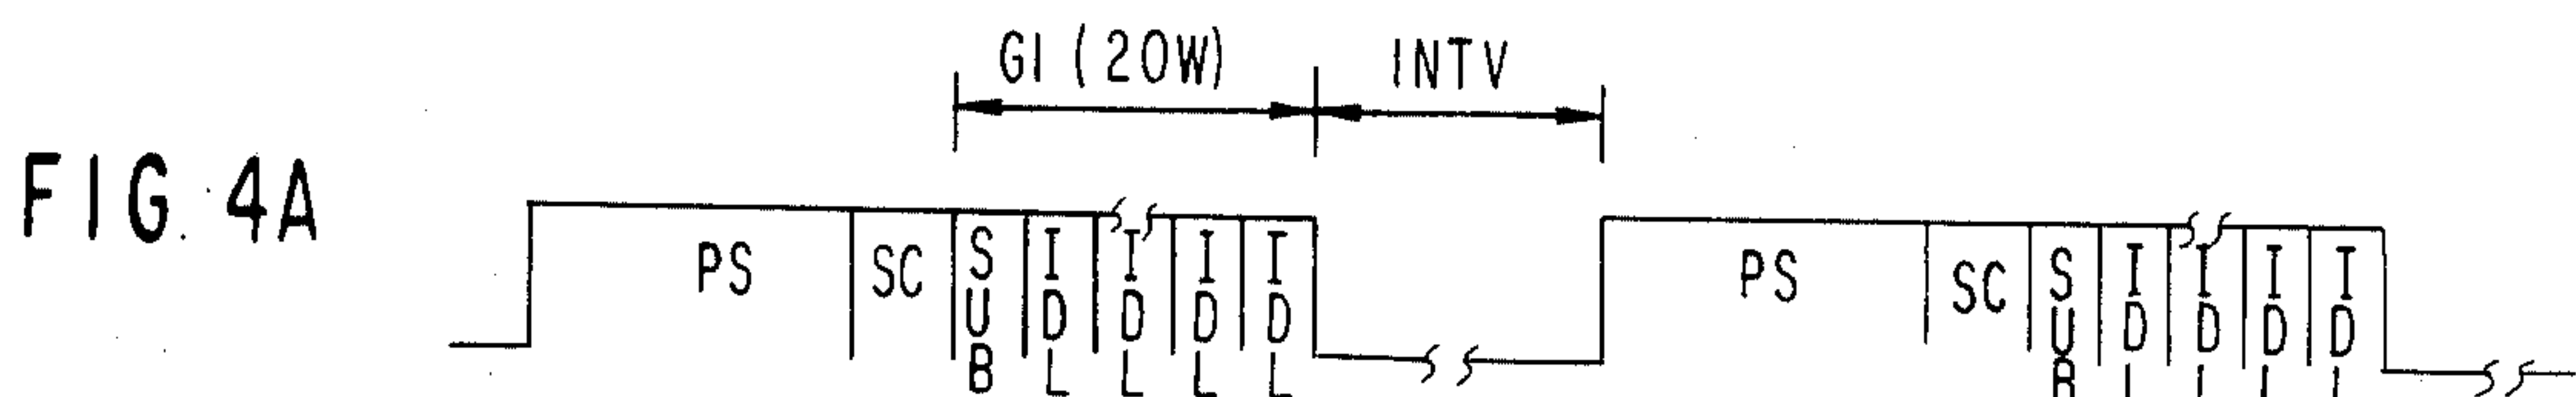 GI (20W) INTV
FIG. 4A
PS SC SUB IDL IDL IDL IDL PS SC SUB IDL IDL IDL IDL